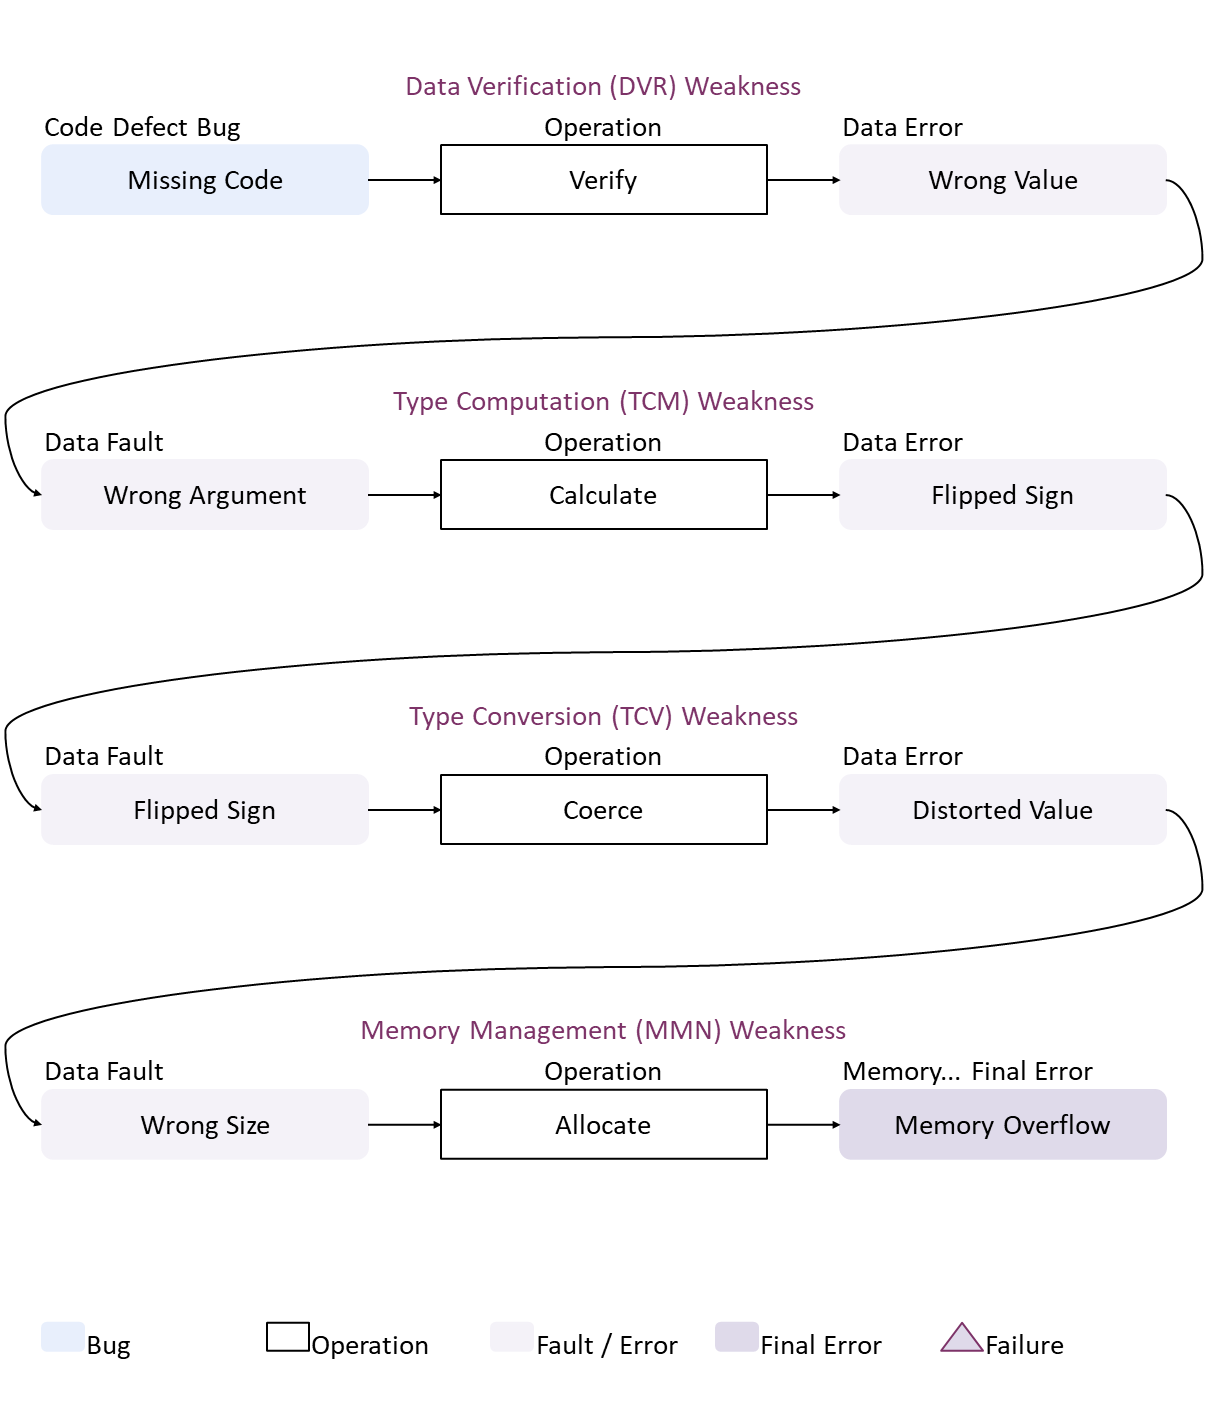 Data Verification (DVR) Weakness
Code Defect Bug Operation Data Error
Missing Code Verify Wrong Value
Type Computation (TCM) Weakness
Data Fault Operation Data Error
Wrong Argument Calculate Flipped Sign
Type Conversion (TCV) Weakness
Data Fault Operation Data Error
Flipped Sign Coerce Distorted Value
Memory Management (MMN) Weakness
Data Fault Operation Memory... Final Error
Wrong Size Allocate Memory Overflow
Bug Operation Fault / Error Final Error Failure